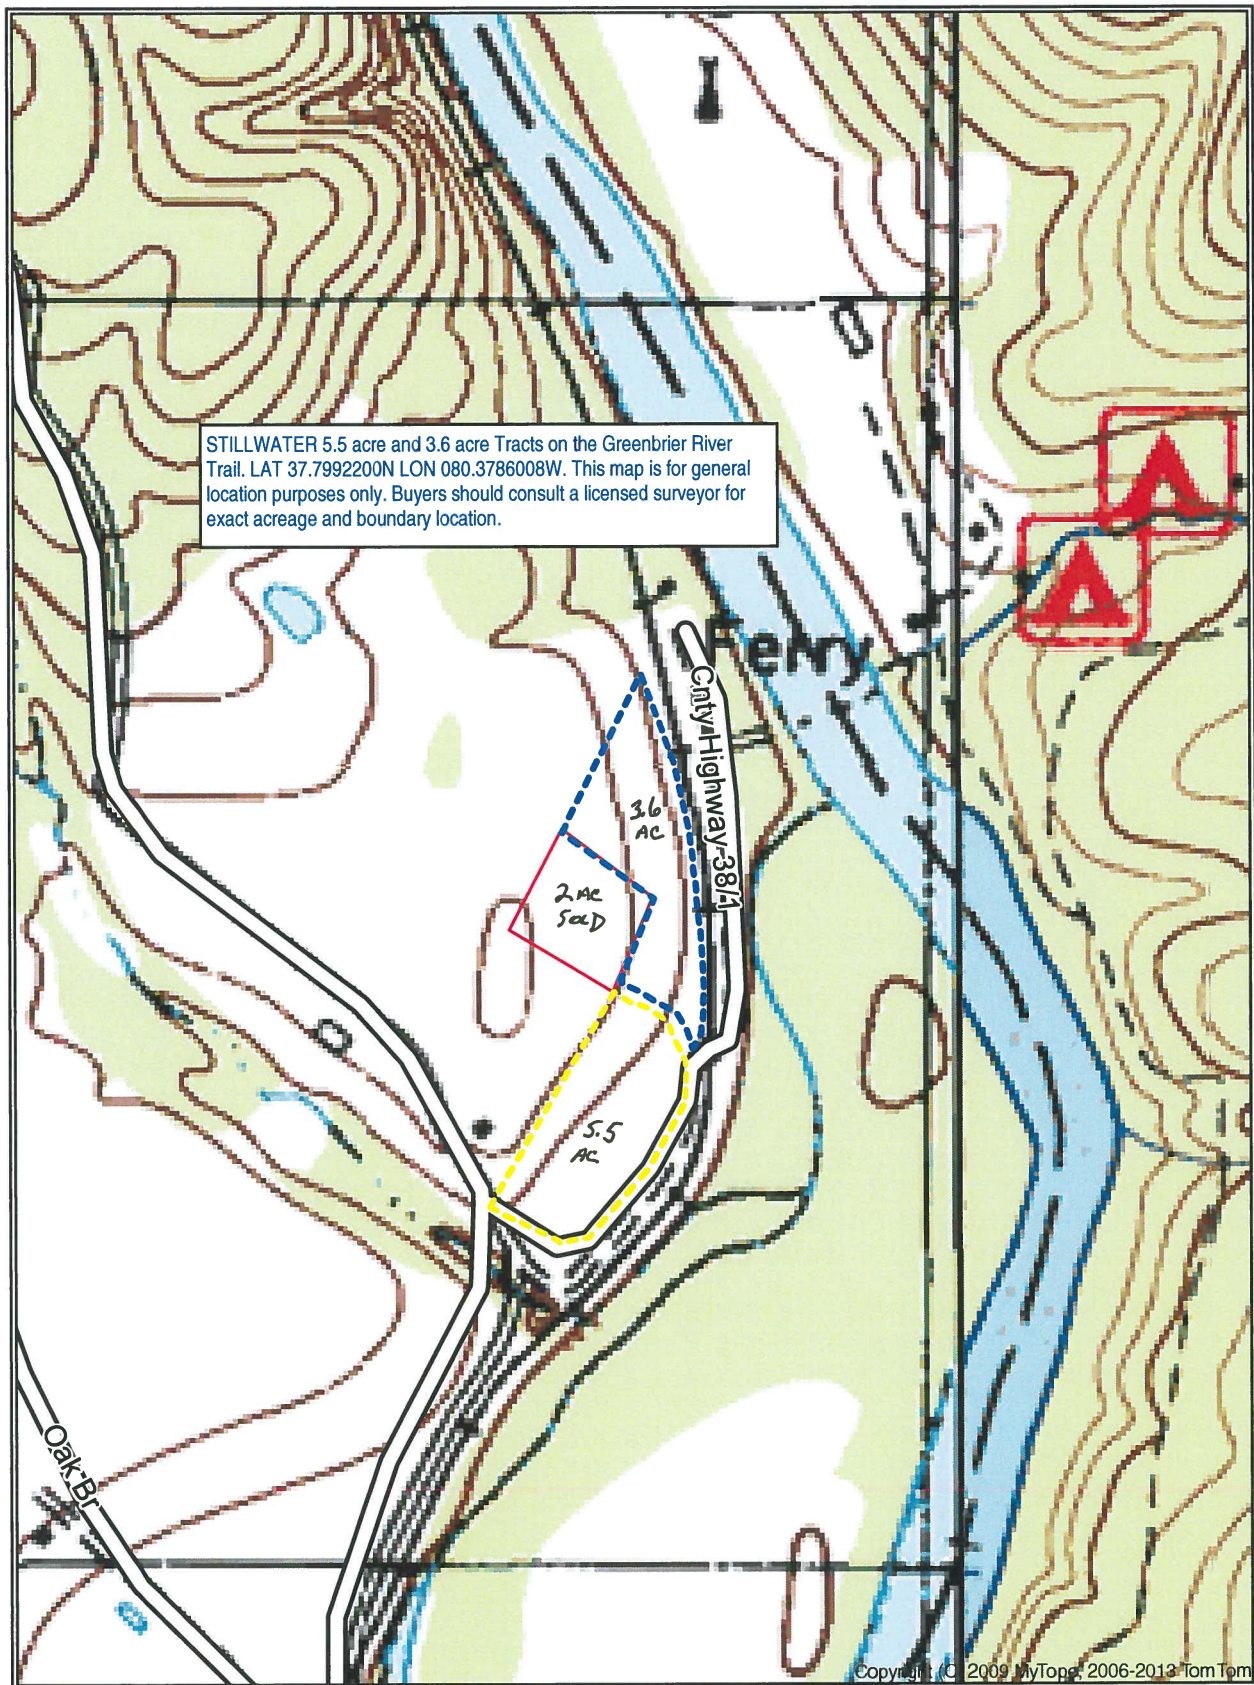 STILLWATER 5.5 acre and 3.6 acre Tracts on the Greenbrier River
Trail. LAT 37.7992200N LON 080.3786008W. This map is for general
location purposes only. Buyers should consult a licensed surveyor for
exact acreage and boundary location.
Ferry
Cnty-Highway-38/1
3.6
AC
2 AC
SOLD
5.5
AC
Oak Br
Copyright (C) 2009 MyTopo, 2006-2013 TomTom